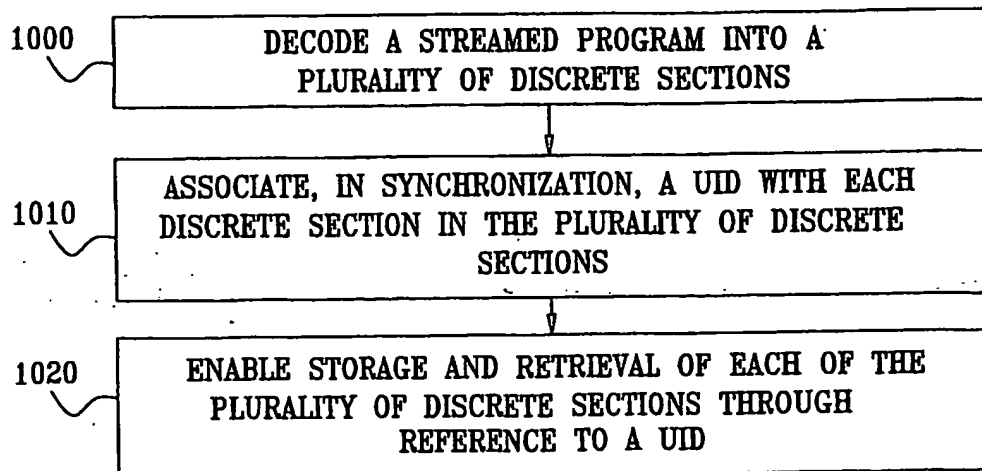 1000
DECODE A STREAMED PROGRAM INTO A
PLURALITY OF DISCRETE SECTIONS
1010
ASSOCIATE, IN SYNCHRONIZATION, A UID WITH EACH
DISCRETE SECTION IN THE PLURALITY OF DISCRETE
SECTIONS
1020
ENABLE STORAGE AND RETRIEVAL OF EACH OF THE
PLURALITY OF DISCRETE SECTIONS THROUGH
REFERENCE TO A UID